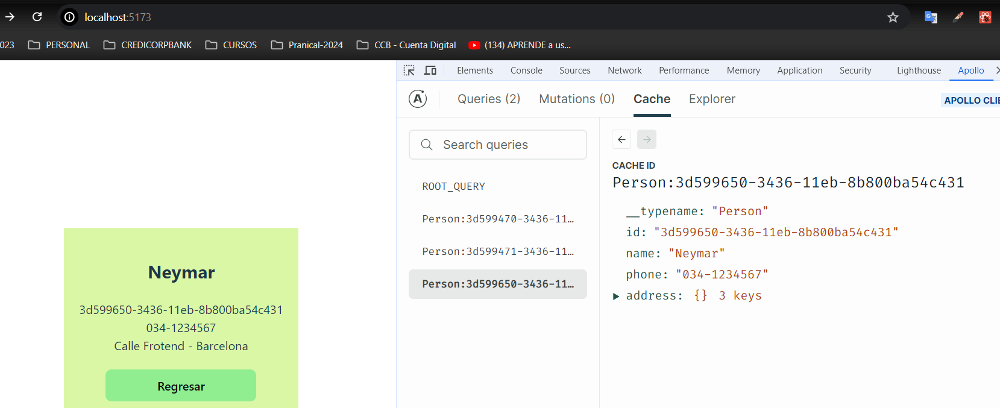 localhost:5173
023 PERSONAL CREDICORPBANK CURSOS Pranical-2024 CCB - Cuenta Digital (134) APRENDE a us...
Elements Console Sources Network Performance Memory Application Security Lighthouse Apollo
A Queries (2) Mutations (0) Cache Explorer APOLLO CLIE
Search queries
ROOT_QUERY
Person:3d599470-3436-11…
Person:3d599471-3436-11…
Person:3d599650-3436-11…
CACHE ID
Person:3d599650-3436-11eb-8b800ba54c431
__typename: "Person"
id: "3d599650-3436-11eb-8b800ba54c431"
name: "Neymar"
phone: "034-1234567"
address: {} 3 keys
Neymar
3d599650-3436-11eb-8b800ba54c431
034-1234567
Calle Frotend - Barcelona
Regresar